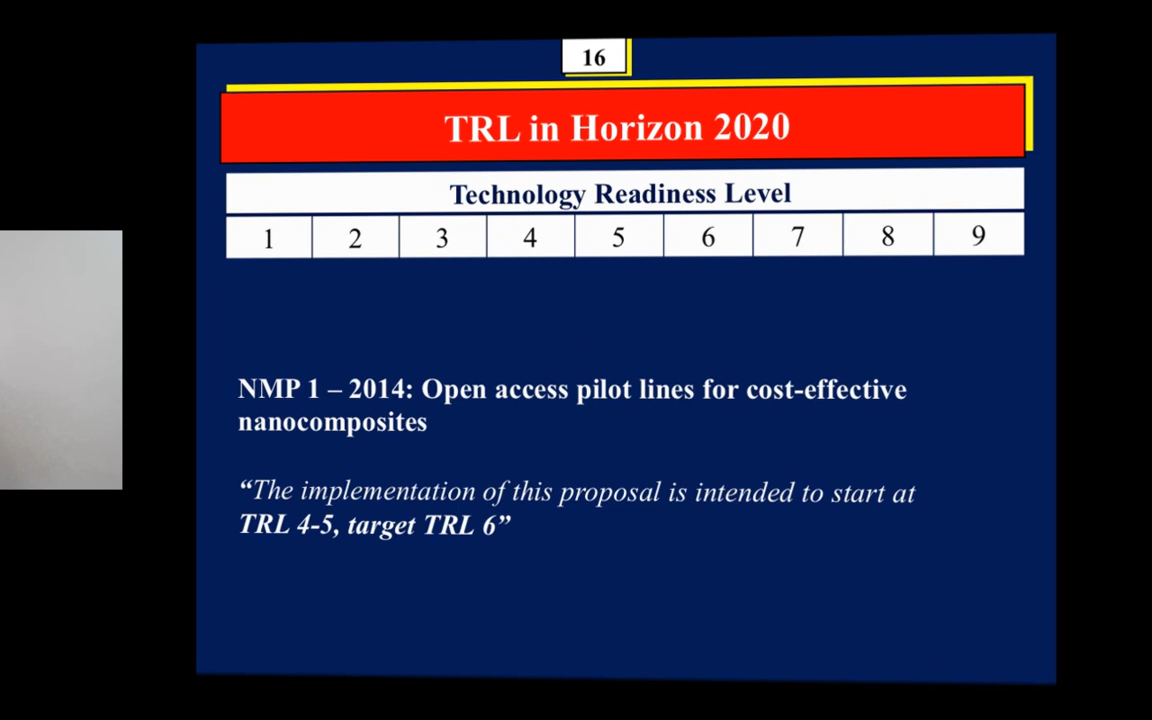 16
TRL in Horizon 2020
Technology Readiness Level
1 2 3 4 5 6 7 8 9
NMP 1 – 2014: Open access pilot lines for cost-effective
nanocomposites
“The implementation of this proposal is intended to start at
TRL 4-5, target TRL 6”